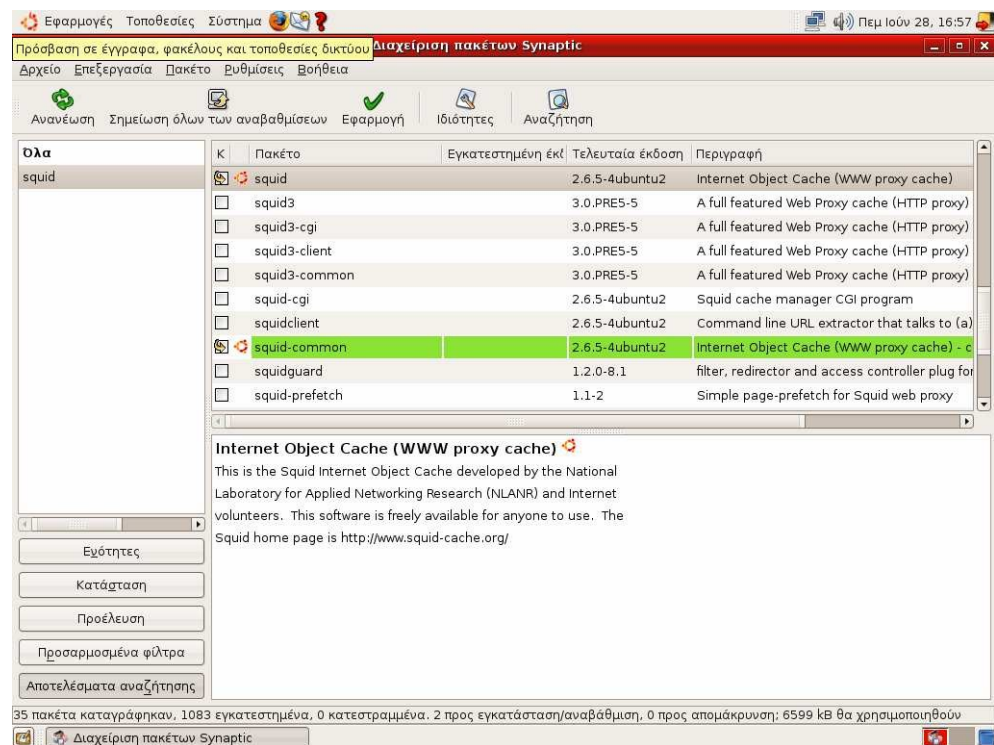 Εφαρμογές Τοποθεσίες Σύστημα Πεμ Ιούν 28, 16:57
Πρόσβαση σε έγγραφα, φακέλους και τοποθεσίες δικτύου Διαχείριση πακέτων Synaptic
Αρχείο Επεξεργασία Πακέτο Ρυθμίσεις Βοήθεια
Ανανέωση Σημείωση όλων των αναβαθμίσεων Εφαρμογή Ιδιότητες Αναζήτηση
Όλα
squid
Κ Πακέτο Εγκατεστημένη έκδ Τελευταία έκδοση Περιγραφή
squid 2.6.5-4ubuntu2 Internet Object Cache (WWW proxy cache)
squid3 3.0.PRE5-5 A full featured Web Proxy cache (HTTP proxy)
squid3-cgi 3.0.PRE5-5 A full featured Web Proxy cache (HTTP proxy)
squid3-client 3.0.PRE5-5 A full featured Web Proxy cache (HTTP proxy)
squid3-common 3.0.PRE5-5 A full featured Web Proxy cache (HTTP proxy)
squid-cgi 2.6.5-4ubuntu2 Squid cache manager CGI program
squidclient 2.6.5-4ubuntu2 Command line URL extractor that talks to (a)
squid-common 2.6.5-4ubuntu2 Internet Object Cache (WWW proxy cache) - c
squidguard 1.2.0-8.1 filter, redirector and access controller plug for
squid-prefetch 1.1-2 Simple page-prefetch for Squid web proxy
Internet Object Cache (WWW proxy cache)
This is the Squid Internet Object Cache developed by the National
Laboratory for Applied Networking Research (NLANR) and Internet
volunteers. This software is freely available for anyone to use. The
Squid home page is http://www.squid-cache.org/
Ενότητες
Κατάσταση
Προέλευση
Προσαρμοσμένα φίλτρα
Αποτελέσματα αναζήτησης
35 πακέτα καταγράφηκαν, 1083 εγκατεστημένα, 0 κατεστραμμένα. 2 προς εγκατάσταση/αναβάθμιση, 0 προς απομάκρυνση; 6599 kB θα χρησιμοποιηθούν
Διαχείριση πακέτων Synaptic